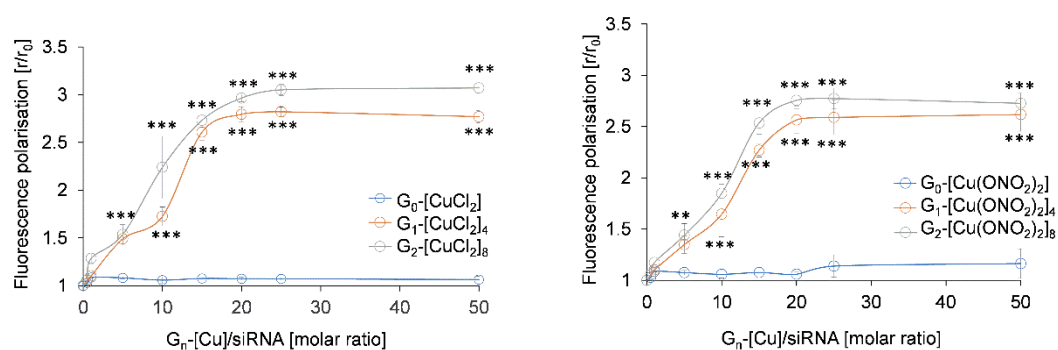 3.5
3
2.5
2
1.5
1
Fluorescence polarisation [r/r₀]
***
***
***
***
***
***
***
***
***
***
***
G₀-[CuCl₂]
G₁-[CuCl₂]₄
G₂-[CuCl₂]₈
0 10 20 30 40 50
Gₙ-[Cu]/siRNA [molar ratio]
3.5
3
2.5
2
1.5
1
Fluorescence polarisation [r/r₀]
**
***
***
***
***
***
***
***
***
***
***
G₀-[Cu(ONO₂)₂]
G₁-[Cu(ONO₂)₂]₄
G₂-[Cu(ONO₂)₂]₈
0 10 20 30 40 50
Gₙ-[Cu]/siRNA [molar ratio]